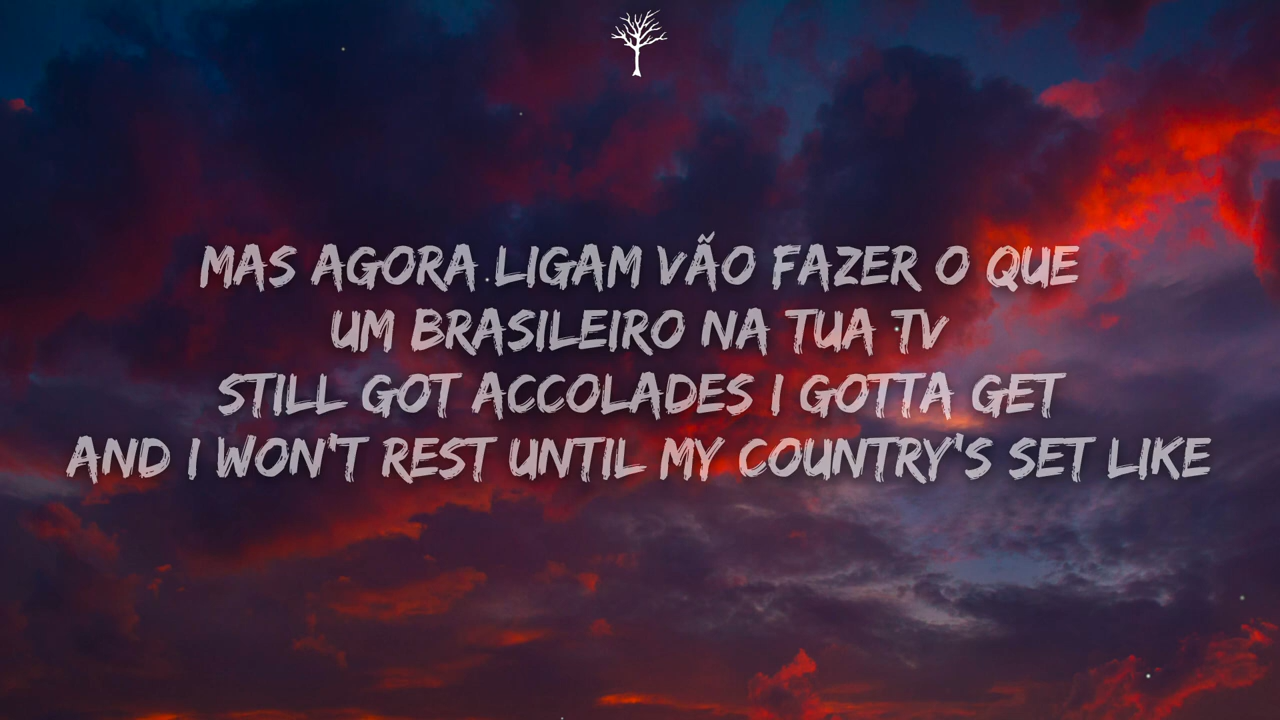 MAS AGORA LIGAM VÃO FAZER O QUE
UM BRASILEIRO NA TUA TV
STILL GOT ACCOLADES I GOTTA GET
AND I WON'T REST UNTIL MY COUNTRY'S SET LIKE